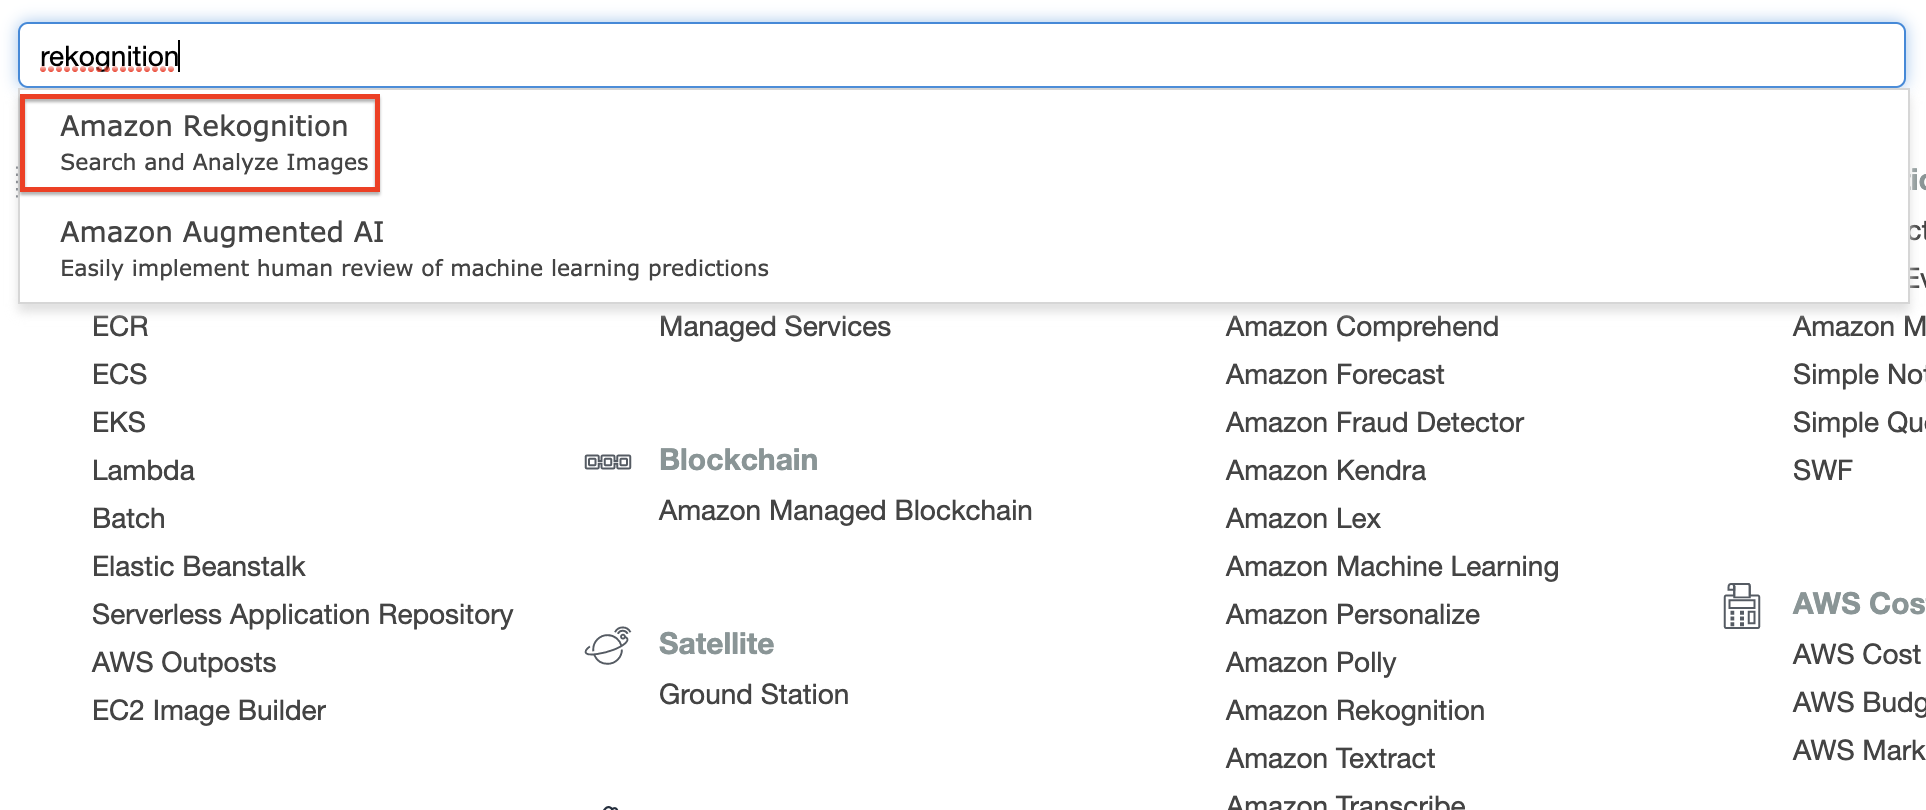 rekognition
Amazon Rekognition
Search and Analyze Images
Amazon Augmented AI
Easily implement human review of machine learning predictions
ECR
ECS
EKS
Lambda
Batch
Elastic Beanstalk
Serverless Application Repository
AWS Outposts
EC2 Image Builder
Managed Services
Blockchain
Amazon Managed Blockchain
Satellite
Ground Station
Amazon Comprehend
Amazon Forecast
Amazon Fraud Detector
Amazon Kendra
Amazon Lex
Amazon Machine Learning
Amazon Personalize
Amazon Polly
Amazon Rekognition
Amazon Textract
Amazon Transcribe
Amazon M
Simple Not
Simple Que
SWF
AWS Cos
AWS Cost
AWS Budg
AWS Mark